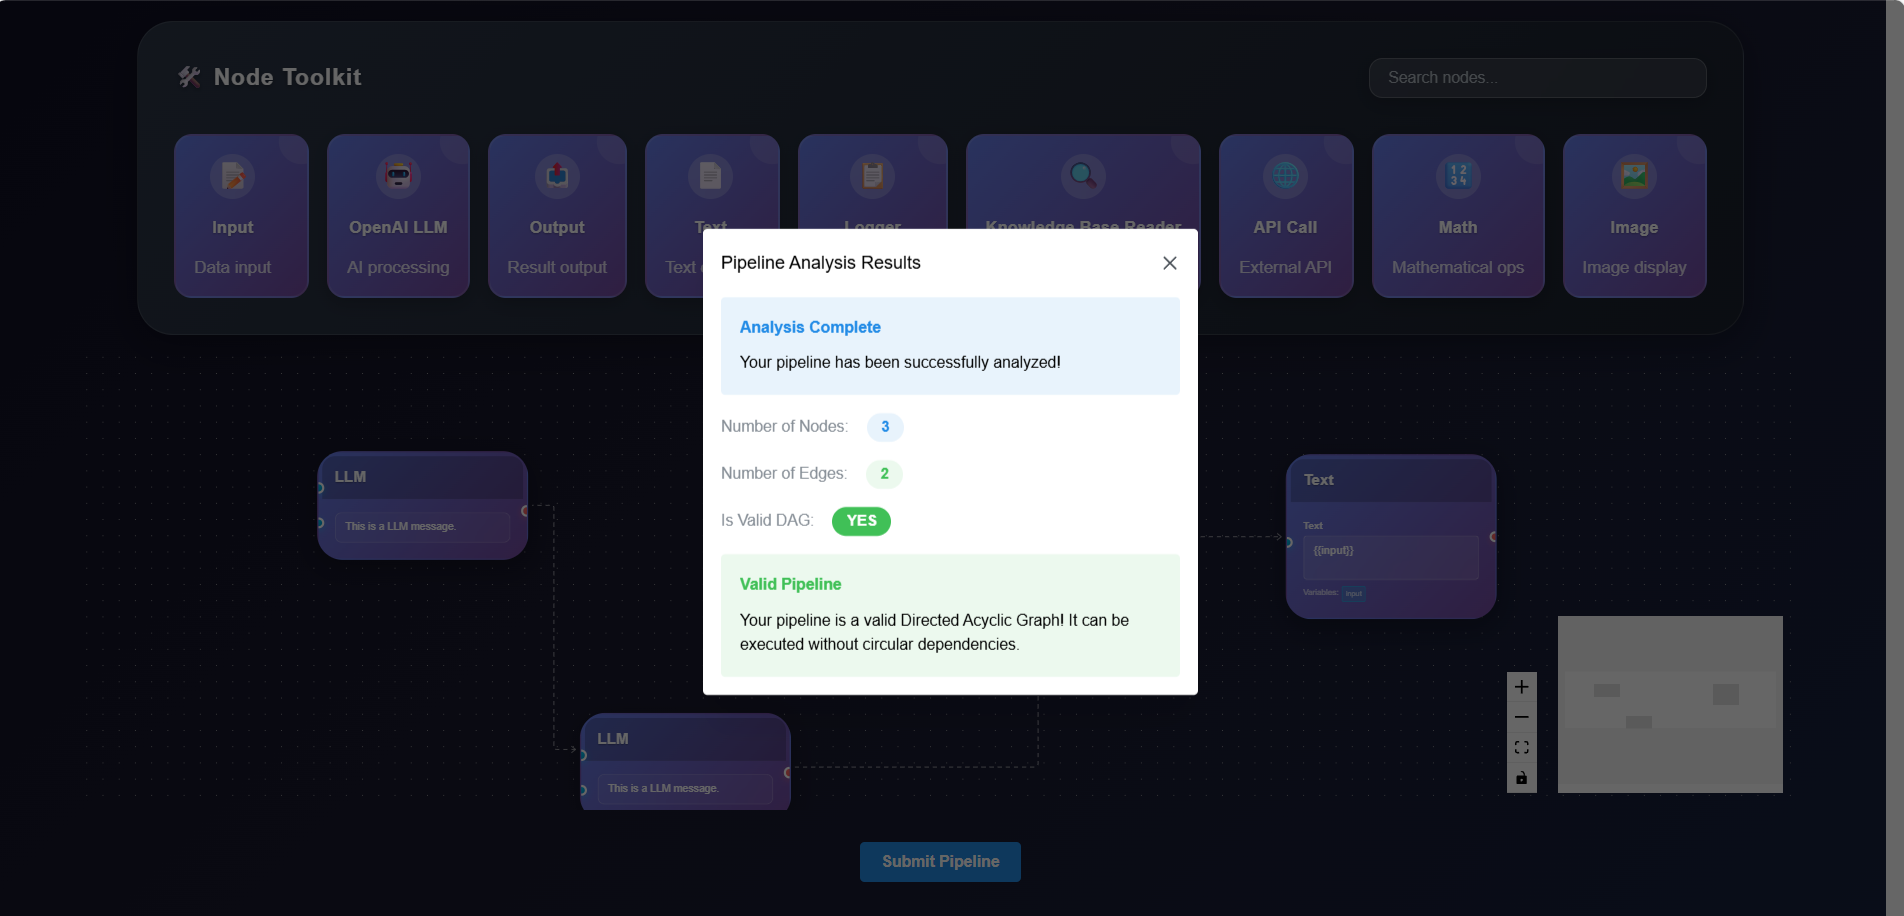 Node Toolkit
Search nodes...
Input
Data input
OpenAI LLM
AI processing
Output
Result output
Text
Text
Logger
Knowledge Base Reader
API Call
External API
Math
Mathematical ops
Image
Image display
Pipeline Analysis Results
Analysis Complete
Your pipeline has been successfully analyzed!
Number of Nodes: 3
Number of Edges: 2
Is Valid DAG: YES
Valid Pipeline
Your pipeline is a valid Directed Acyclic Graph! It can be
executed without circular dependencies.
LLM
This is a LLM message.
Text
Text
{{input}}
Variables: input
LLM
This is a LLM message.
Submit Pipeline